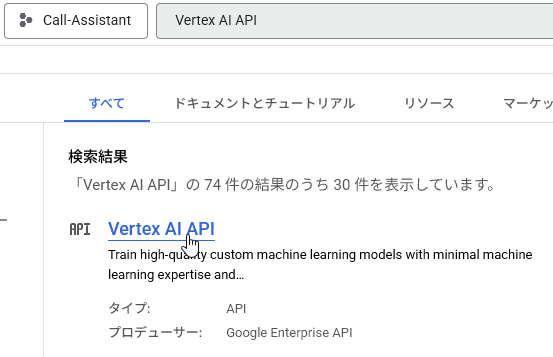 Call-Assistant
Vertex AI API
すべて
ドキュメントとチュートリアル
リソース
マーケッ
検索結果
「Vertex AI API」の 74 件の結果のうち 30 件を表示しています。
API
Vertex AI API
Train high-quality custom machine learning models with minimal machine
learning expertise and…
タイプ:
API
プロデューサー:
Google Enterprise API